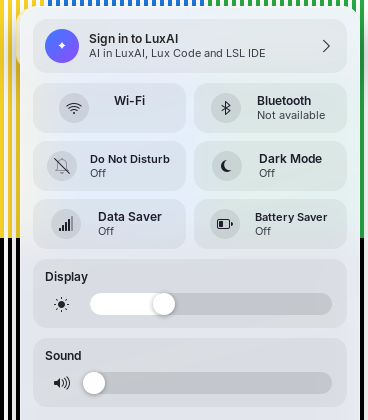 Sign in to LuxAI
AI in LuxAI, Lux Code and LSL IDE
Wi-Fi
Bluetooth
Not available
Do Not Disturb
Off
Dark Mode
Off
Data Saver
Off
Battery Saver
Off
Display
Sound